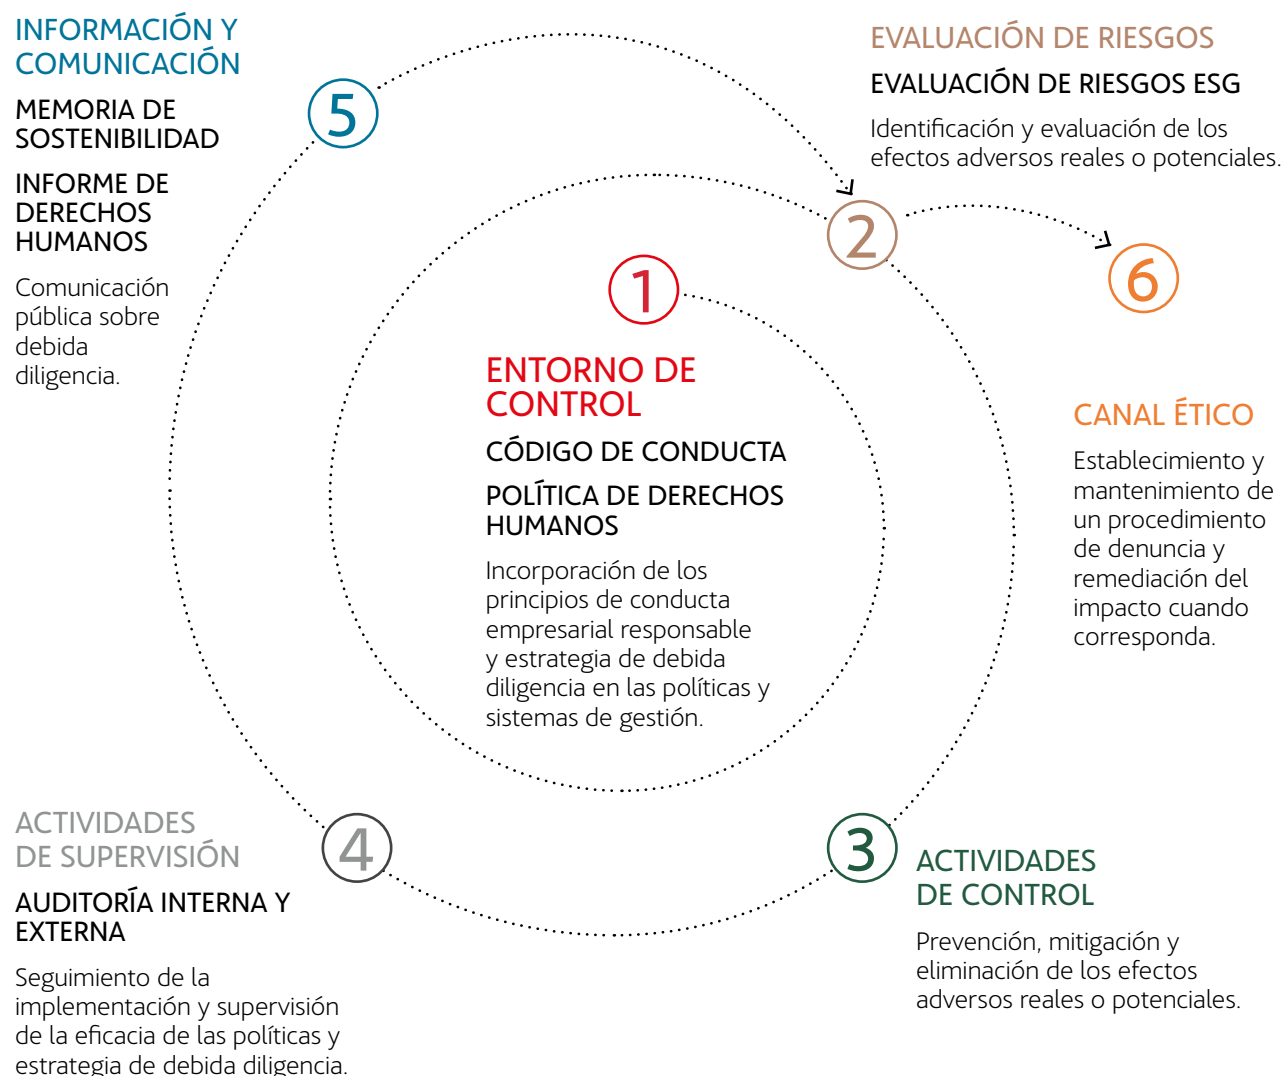 INFORMACIÓN Y
COMUNICACIÓN
MEMORIA DE
SOSTENIBILIDAD
INFORME DE
DERECHOS
HUMANOS
Comunicación
pública sobre
debida
diligencia.
5
EVALUACIÓN DE RIESGOS
EVALUACIÓN DE RIESGOS ESG
Identificación y evaluación de los
efectos adversos reales o potenciales.
2
1
ENTORNO DE
CONTROL
CÓDIGO DE CONDUCTA
POLÍTICA DE DERECHOS
HUMANOS
Incorporación de los
principios de conducta
empresarial responsable
y estrategia de debida
diligencia en las políticas y
sistemas de gestión.
6
CANAL ÉTICO
Establecimiento y
mantenimiento de
un procedimiento
de denuncia y
remediación del
impacto cuando
corresponda.
ACTIVIDADES
DE SUPERVISIÓN
4
AUDITORÍA INTERNA Y
EXTERNA
Seguimiento de la
implementación y supervisión
de la eficacia de las políticas y
estrategia de debida diligencia.
3
ACTIVIDADES
DE CONTROL
Prevención, mitigación y
eliminación de los efectos
adversos reales o potenciales.